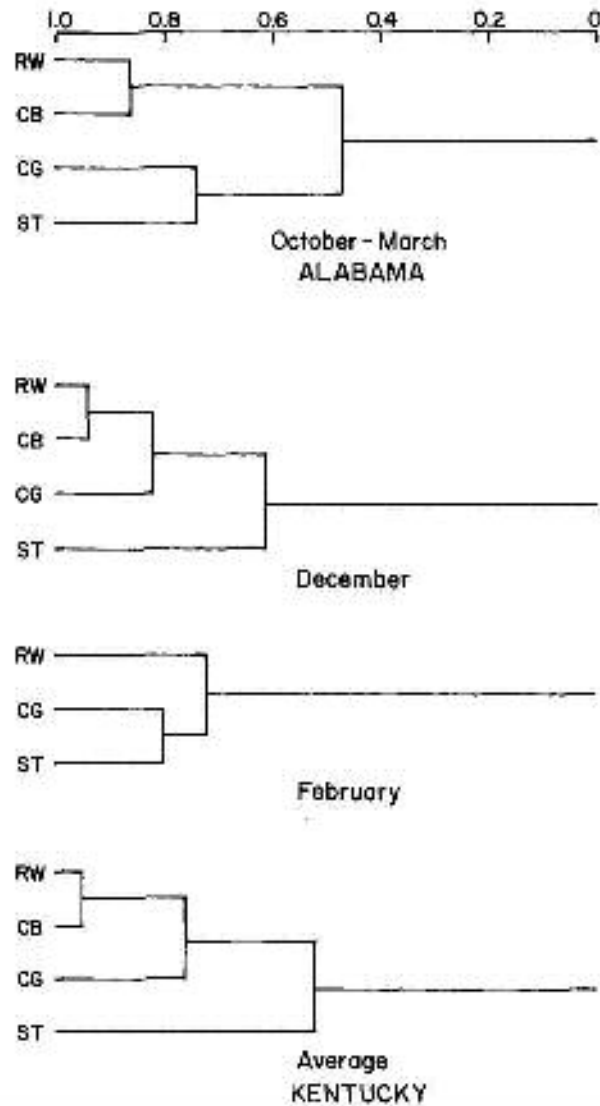 1.0 0.8 0.6 0.4 0.2 0
RW
CB
CG
ST
October - March
ALABAMA
RW
CB
CG
ST
December
RW
CG
ST
February
RW
CB
CG
ST
Average
KENTUCKY